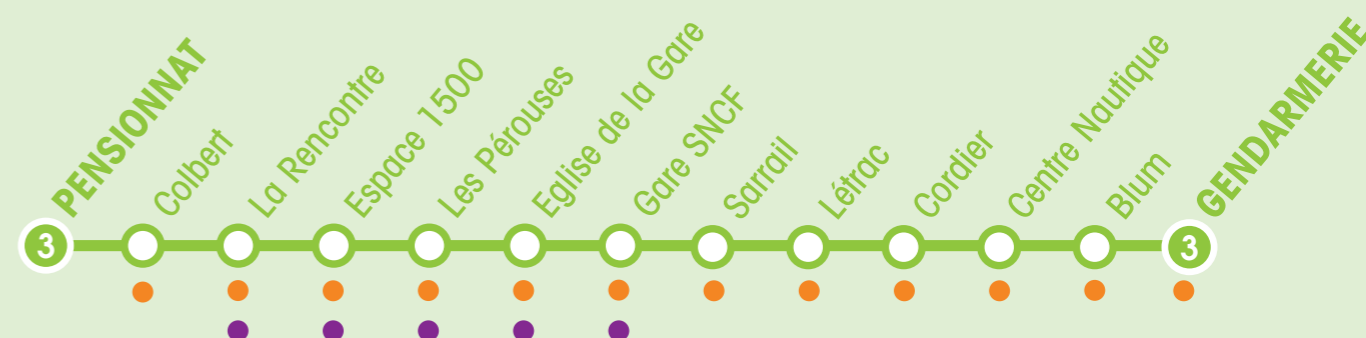 PENSIONNAT
Colbert
La Rencontre
Espace 1500
Les Pérouses
Eglise de la Gare
Gare SNCF
Sarrail
Létrac
Cordier
Centre Nautique
Blum
GENDARMERIE
3
3